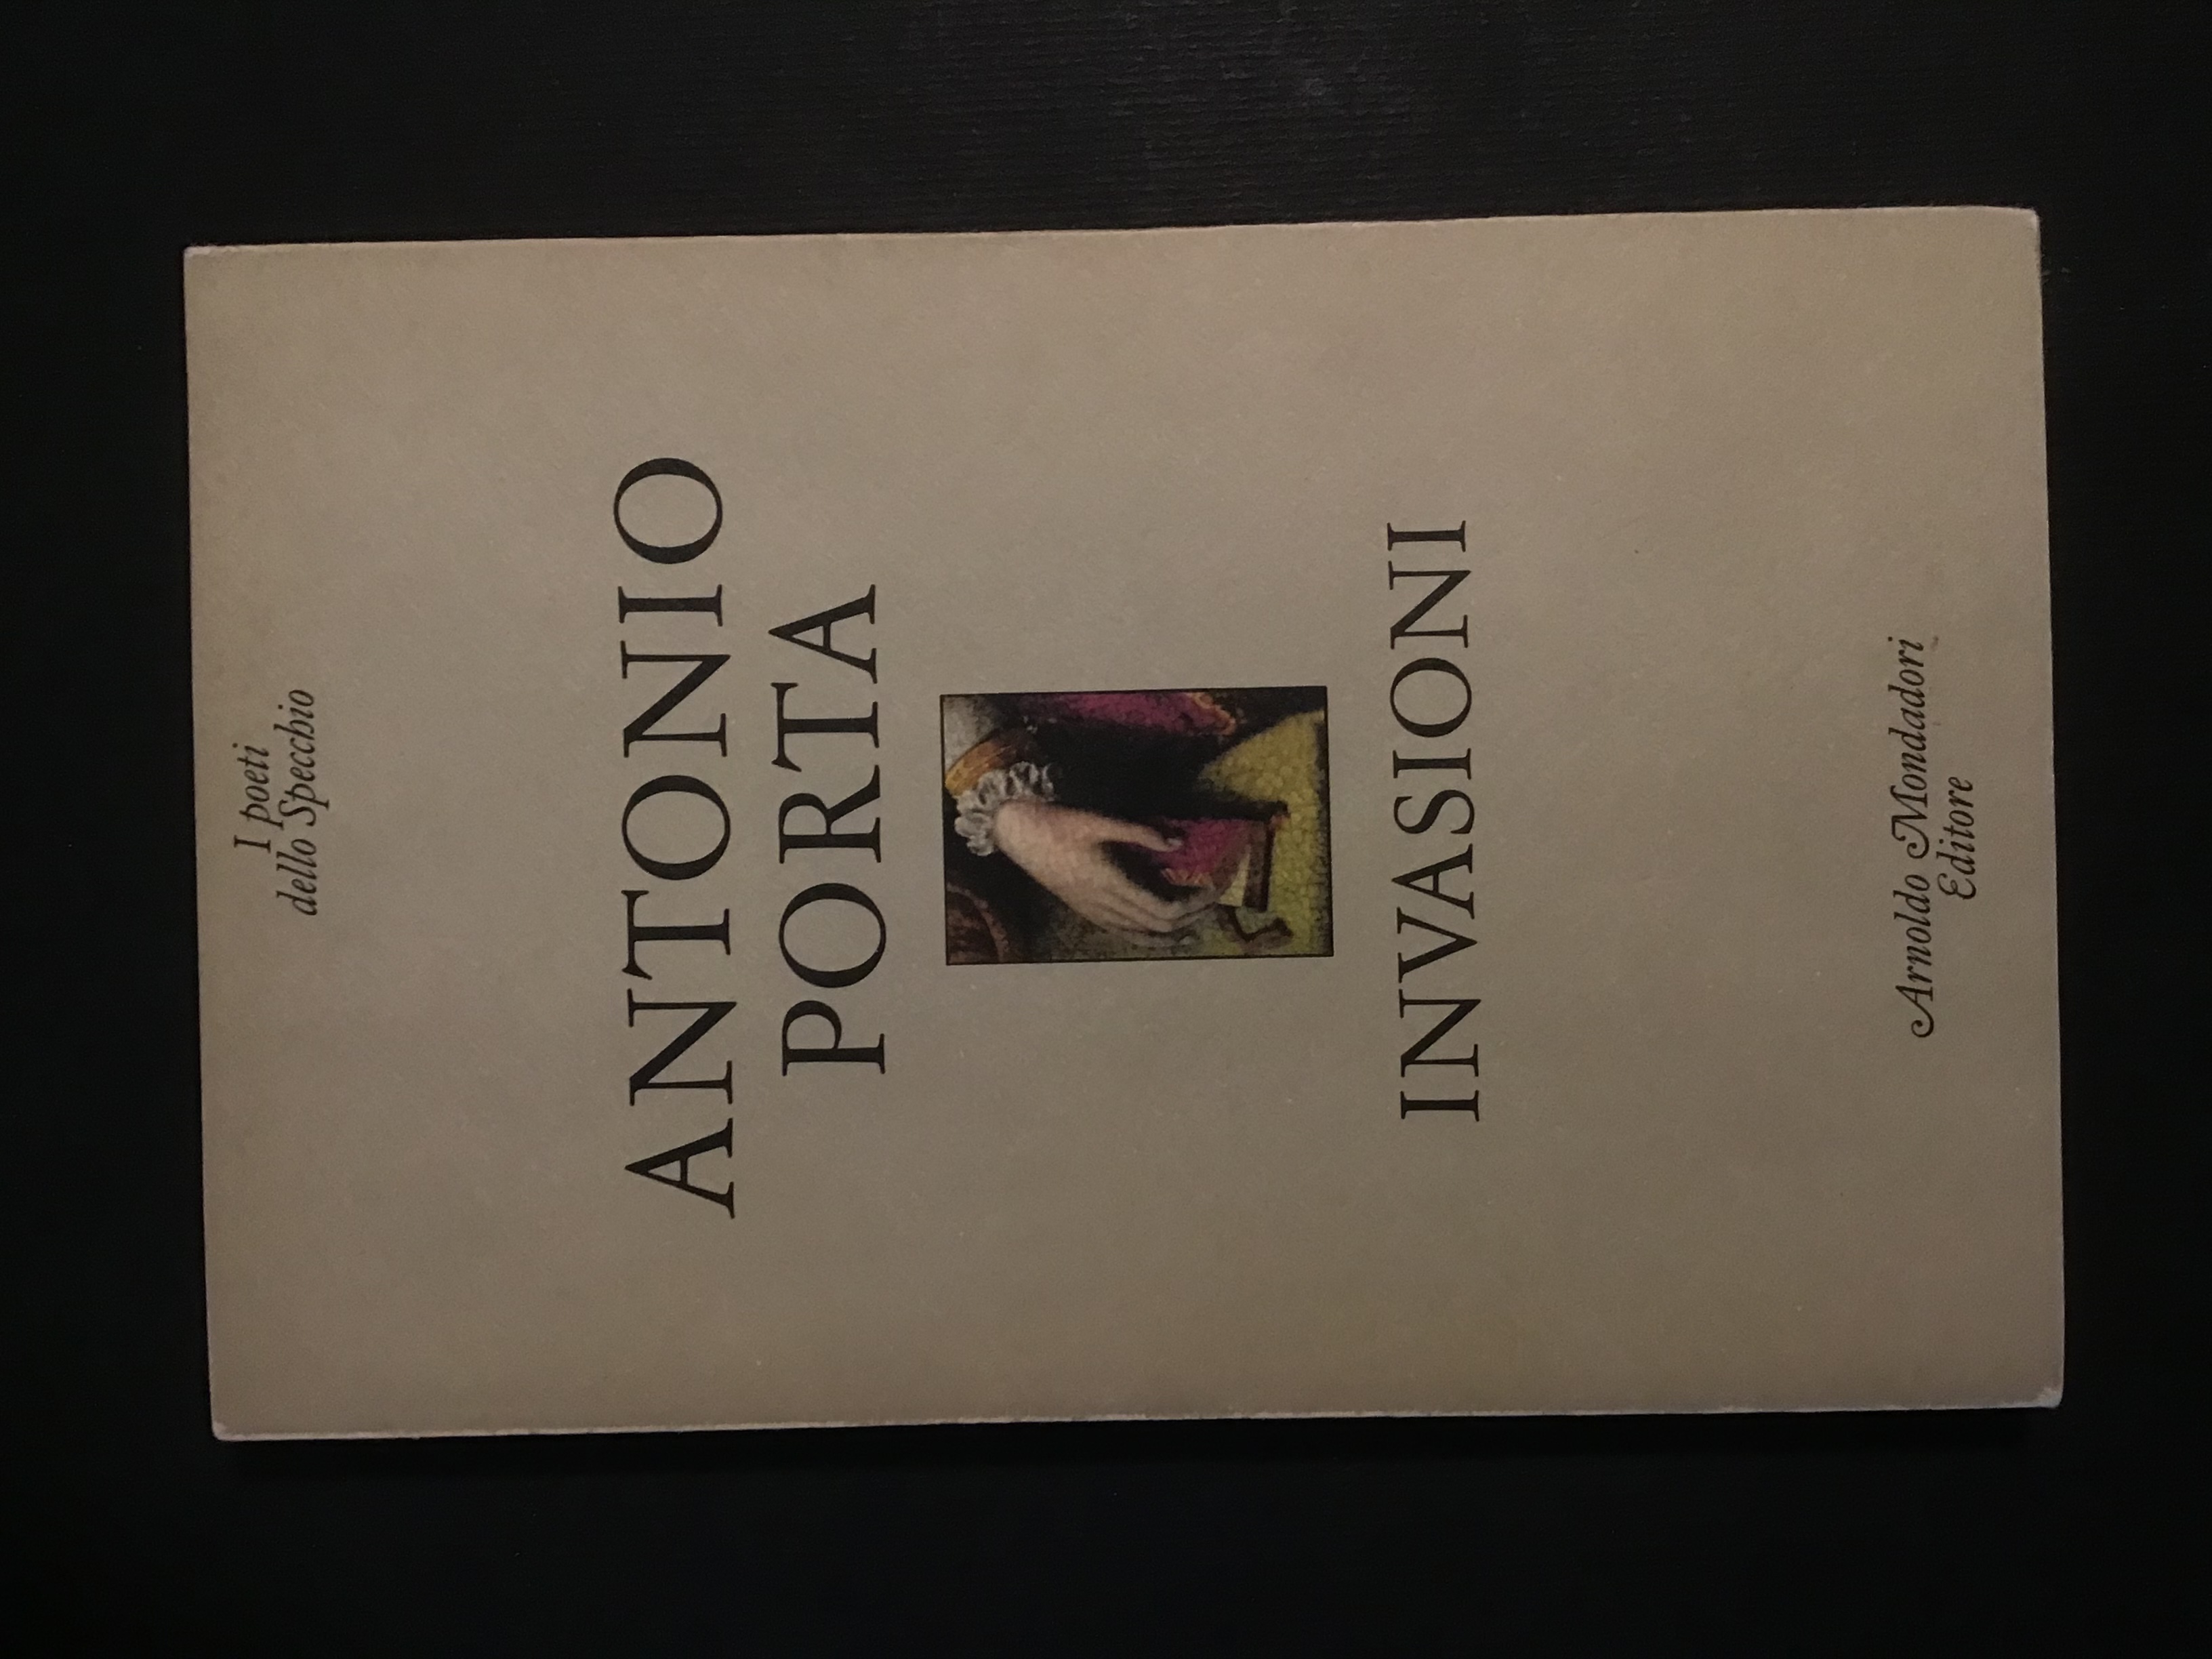 I poeti
dello Specchio
ANTONIO
PORTA
INVASIONI
Arnoldo Mondadori
Editore